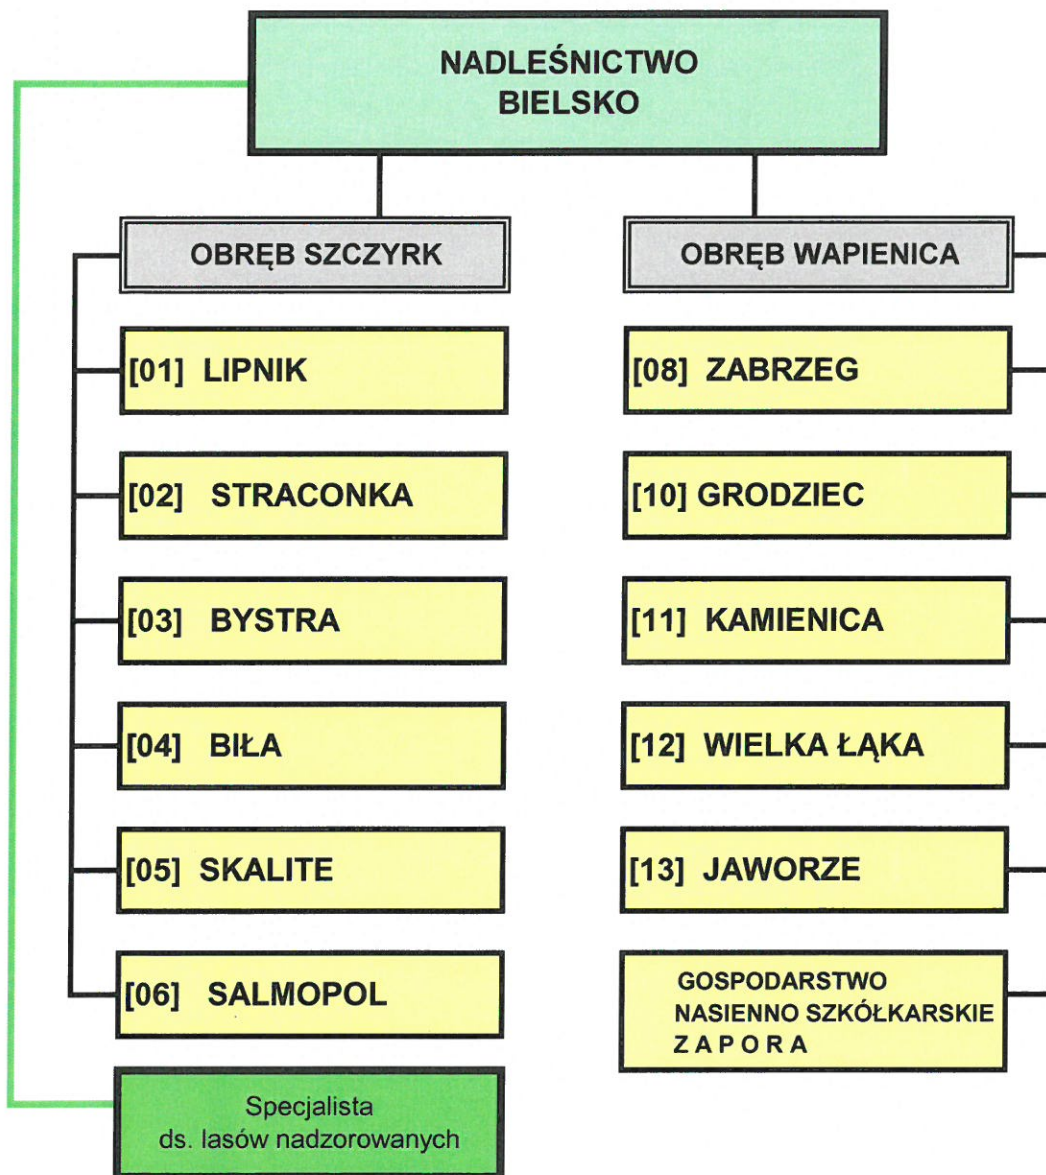 NADLEŚNICTWO
BIELSKO
OBRĘB SZCZYRK
[01] LIPNIK
[02] STRACONKA
[03] BYSTRA
[04] BIŁA
[05] SKALITE
[06] SALMOPOL
Specjalista
ds. lasów nadzorowanych
OBRĘB WAPIENICA
[08] ZABRZEG
[10] GRODZIEC
[11] KAMIENICA
[12] WIELKA ŁĄKA
[13] JAWORZE
GOSPODARSTWO
NASIENNO SZKÓŁKARSKIE
Z A P O R A